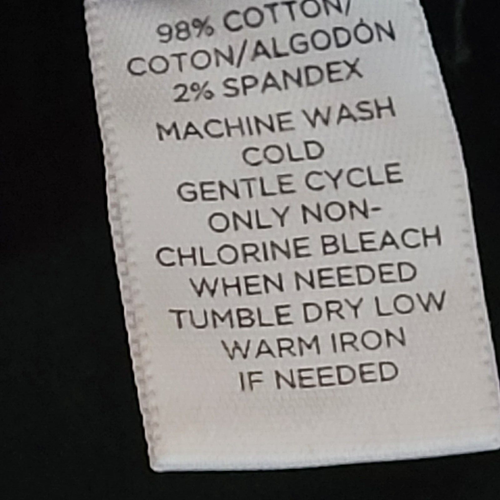 98% COTTON/
COTON/ALGODÓN
2% SPANDEX
MACHINE WASH
COLD
GENTLE CYCLE
ONLY NON-
CHLORINE BLEACH
WHEN NEEDED
TUMBLE DRY LOW
WARM IRON
IF NEEDED